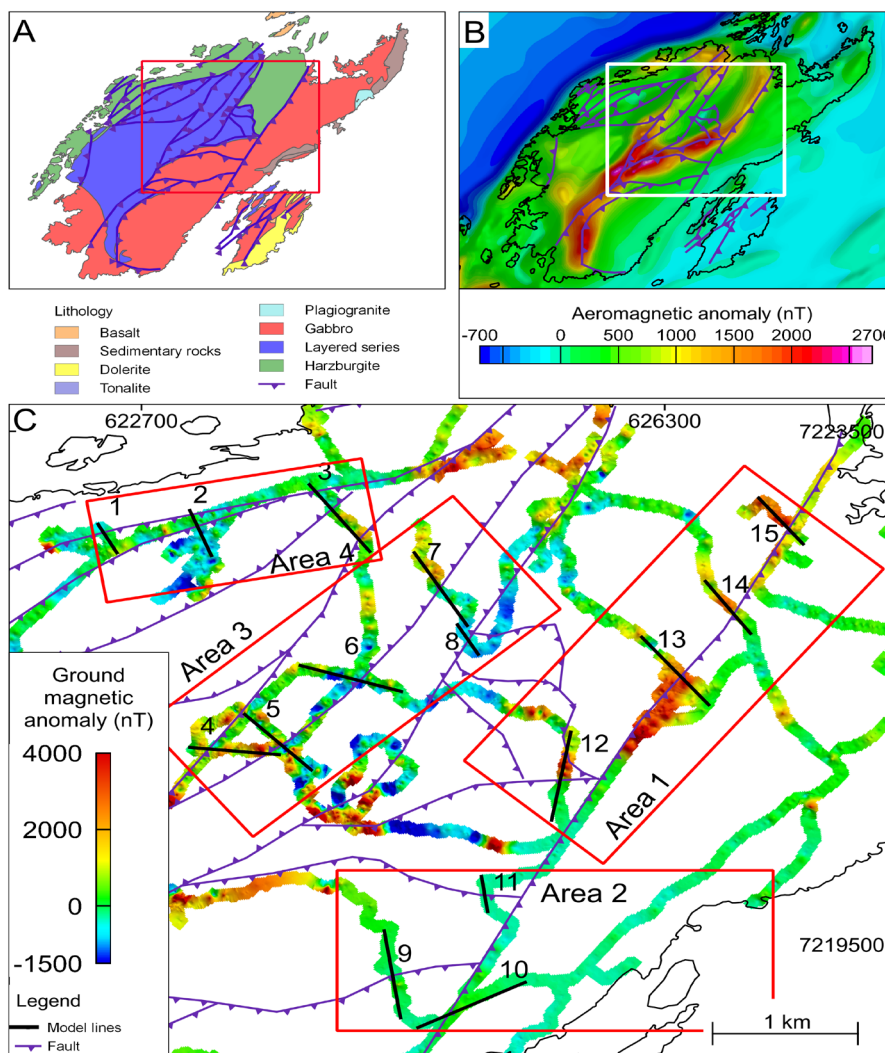 A
B
Lithology
Basalt
Sedimentary rocks
Dolerite
Tonalite
Plagiogranite
Gabbro
Layered series
Harzburgite
Fault
Aeromagnetic anomaly (nT)
-700 0 500 1000 1500 2000 2700
C
622700
626300
7223500
1
2
3
Area 4
15
7
14
Area 3
8
13
6
5
4
12
Area 1
11
Area 2
9
10
7219500
Ground
magnetic
anomaly (nT)
4000
2000
0
-1500
Legend
Model lines
Fault
1 km